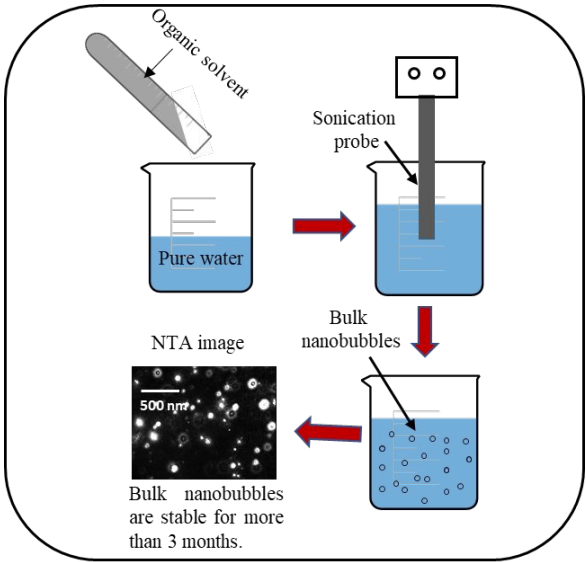 Organic solvent
Sonication
probe
Pure water
Bulk
nanobubbles
NTA image
500 nm
Bulk nanobubbles
are stable for more
than 3 months.